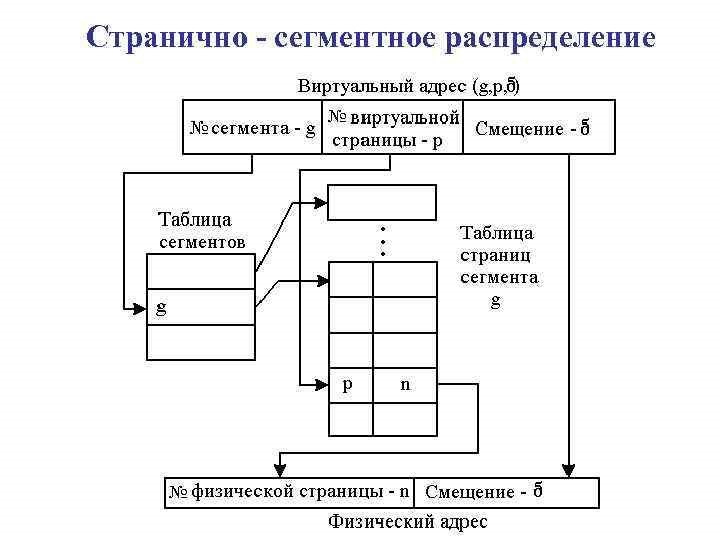 Странично - сегментное распределение
Виртуальный адрес (g,p,δ)
№ сегмента - g
№ виртуальной
страницы - p
Смещение - δ
Таблица
сегментов
g
Таблица
страниц
сегмента
g
p
n
№ физической страницы - n
Смещение - δ
Физический адрес